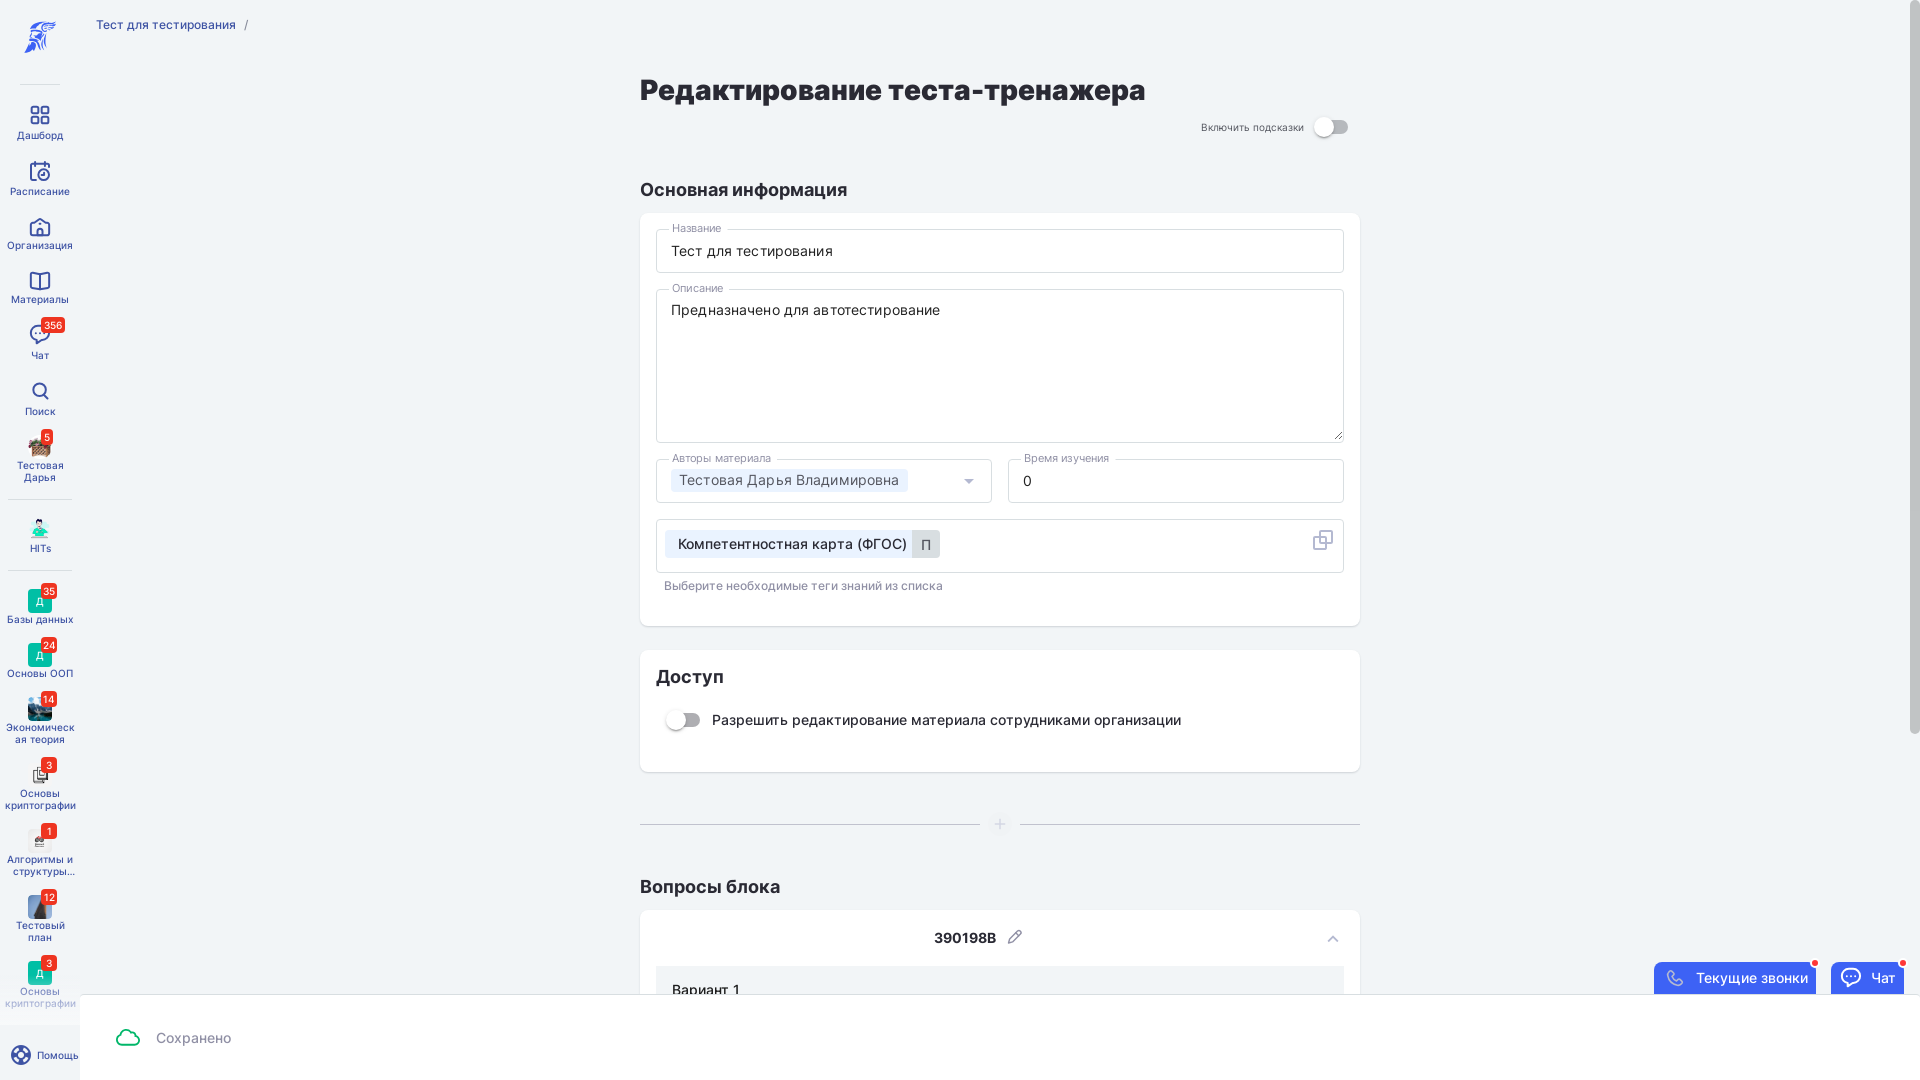 Тест для тестирования /
Редактирование теста-тренажера
Включить подсказки
Основная информация
Название
Тест для тестирования
Описание
Предназначено для автотестирование
Авторы материала
Тестовая Дарья Владимировна
Время изучения
0
Компетентностная карта (ФГОС) П
Выберите необходимые теги знаний из списка
Доступ
Разрешить редактирование материала сотрудниками организации
Вопросы блока
390198B
Вариант 1
Дашборд
Расписание
Организация
Материалы
356
Чат
Поиск
5
Тестовая
Дарья
HITs
35
Д
Базы данных
24
Д
Основы ООП
14
Экономическ
ая теория
3
Основы
криптографии
1
Алгоритмы и
структуры...
12
Тестовый
план
3
Д
Основы
криптографии
Помощь
Сохранено
Текущие звонки
Чат